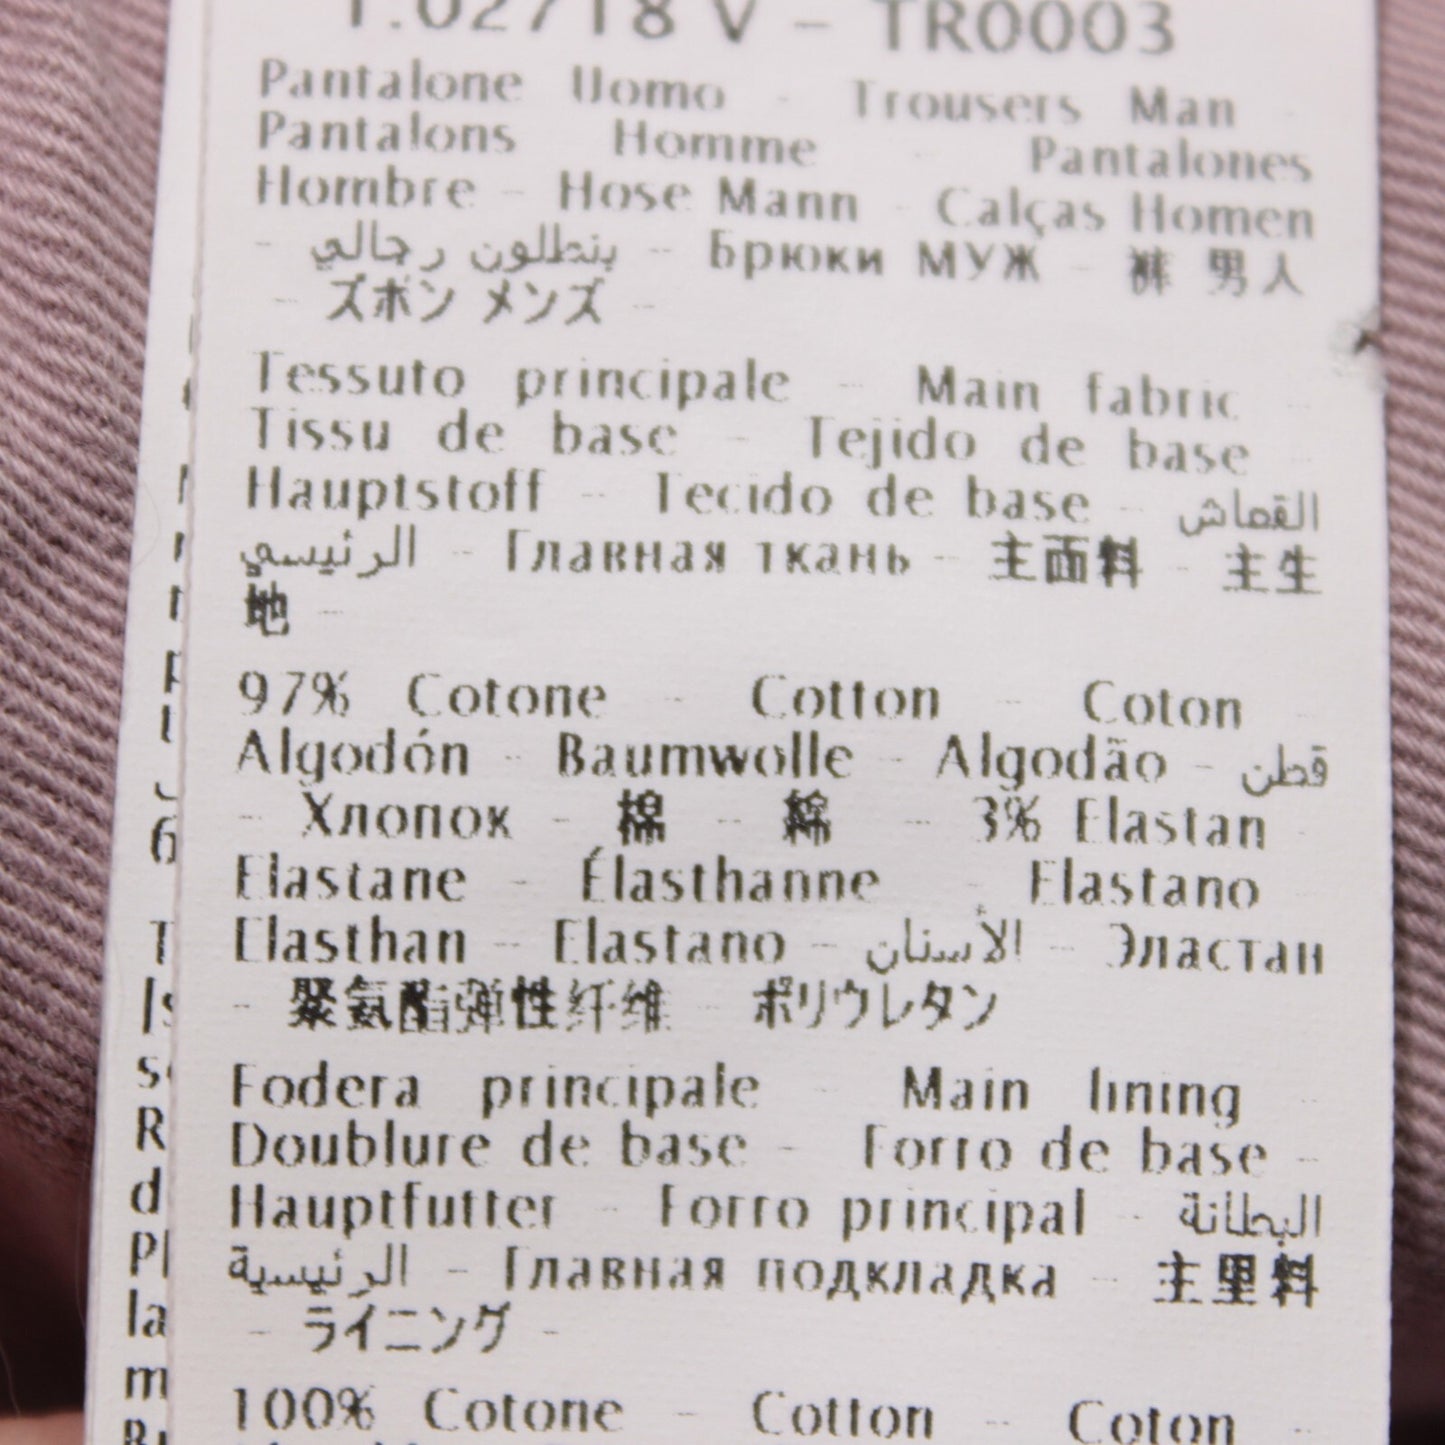 1.02718 V - TR0003
Pantalone Uomo - Trousers Man -
Pantalons Homme - Pantalones
Hombre - Hose Mann - Calças Homen
- بنطلون رجالي - Брюки МУЖ - 裤 男人
- ズボン メンズ -
Tessuto principale - Main fabric -
Tissu de base - Tejido de base -
Hauptstoff - Tecido de base - القماش
الرئيسي - Главная ткань - 主面料 - 主生
地 -
97% Cotone - Cotton - Coton -
Algodón - Baumwolle - Algodão - قطن
- Хлопок - 棉 - 綿 - 3% Elastan -
Elastane - Élasthanne - Elastano -
Elasthan - Elastano - الأسنان - Эластан
- 聚氨酯弹性纤维 - ポリウレタン
Fodera principale - Main lining -
Doublure de base - Forro de base -
Hauptfutter - Forro principal - البطانة
الرئيسية - Главная подкладка - 主里料
- ライニング -
100% Cotone - Cotton - Coton -